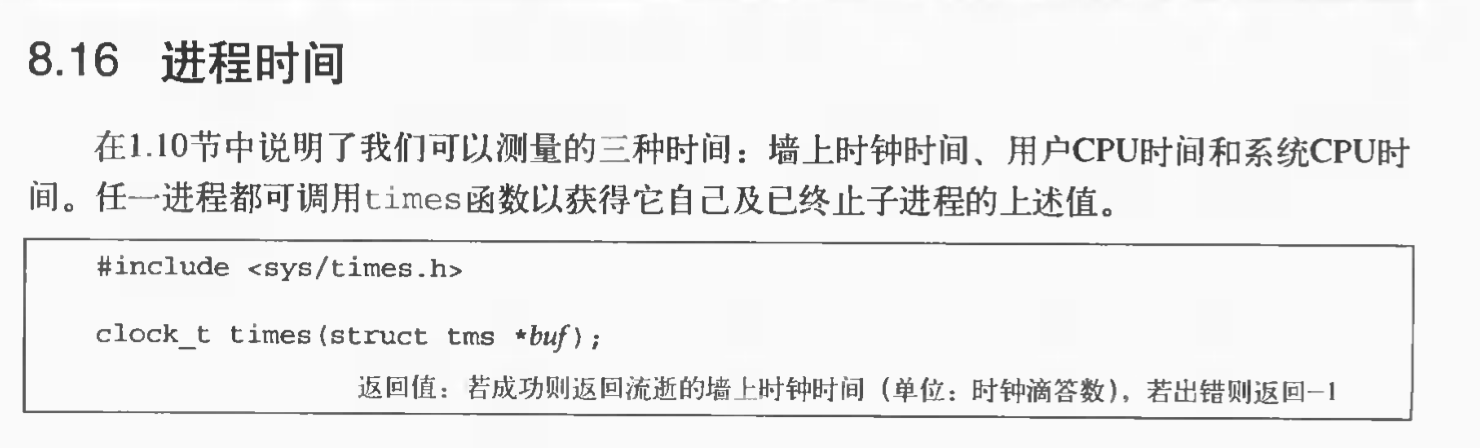 8.16 进程时间
在1.10节中说明了我们可以测量的三种时间：墙上时钟时间、用户CPU时间和系统CPU时
间。任一进程都可调用times函数以获得它自己及已终止子进程的上述值。
#include <sys/times.h>
clock_t times(struct tms *buf);
返回值：若成功则返回流逝的墙上时钟时间（单位：时钟滴答数），若出错则返回−1